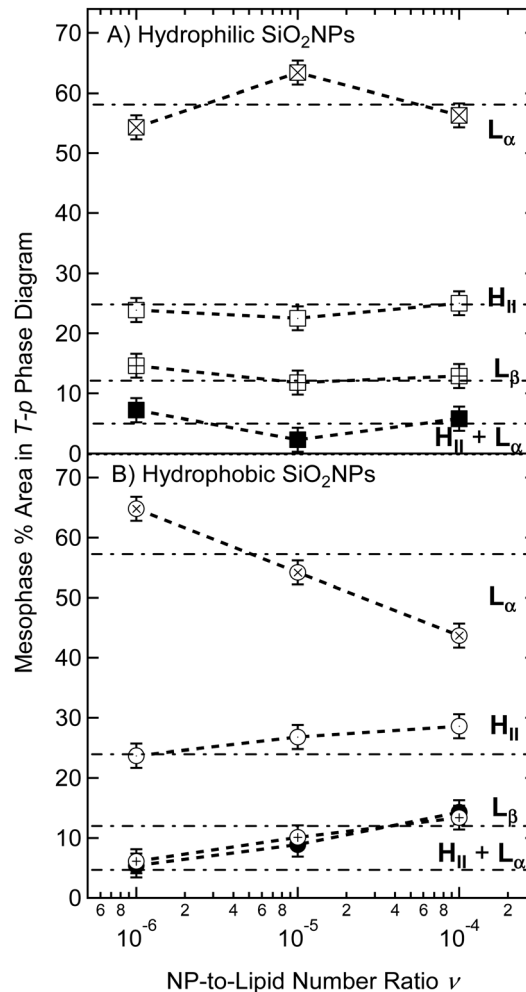 Mesophase % Area in T-p Phase Diagram
A) Hydrophilic SiO₂NPs
70
60
50
40
30
20
10
0
Lα
HII
Lβ
HII + Lα
B) Hydrophobic SiO₂NPs
70
60
50
40
30
20
10
0
Lα
HII
Lβ
HII + Lα
6 8 2 4 6 8 2 4 6 8 2
10⁻⁶ 10⁻⁵ 10⁻⁴
NP-to-Lipid Number Ratio ν